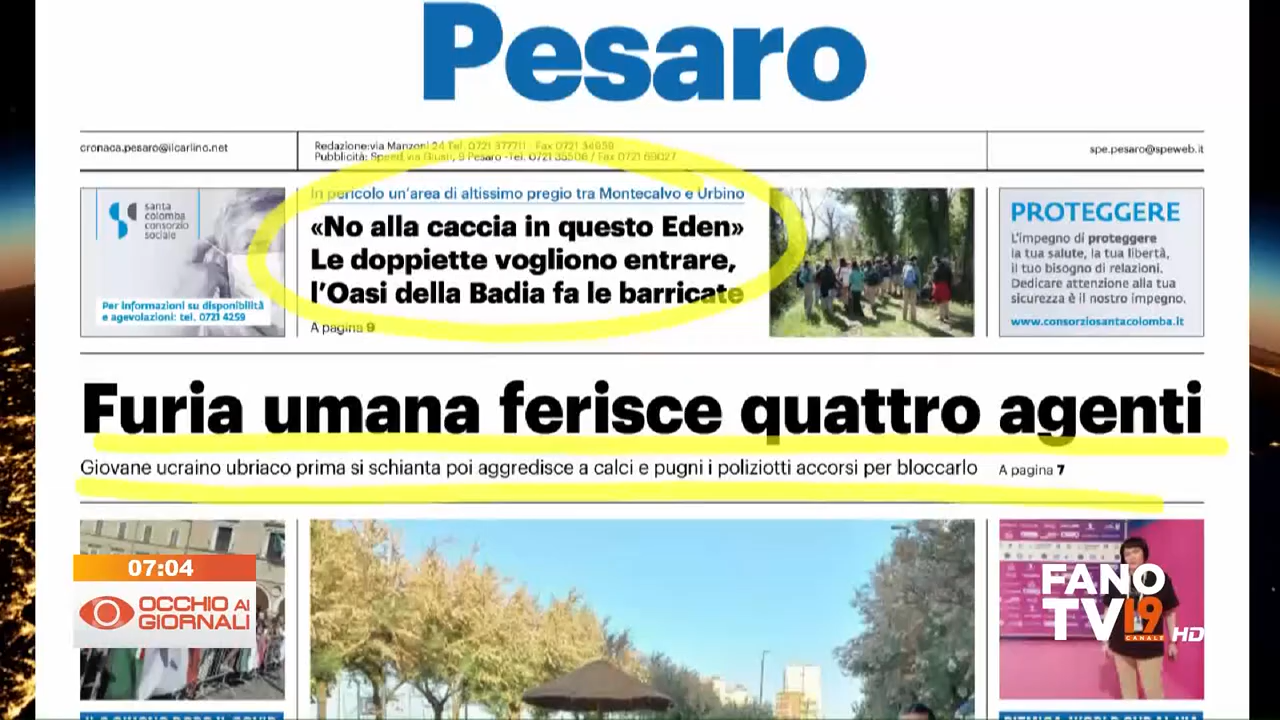 Pesaro
cronaca.pesaro@ilcarlino.net
Redazione: via Manzoni 24 Tel. 0721 377711 - Fax 0721 34959
Pubblicità: Speed via Giusti, 9 Pesaro - Tel. 0721 35506 / Fax 0721 69027
spe.pesaro@speweb.it
santa
colomba
consorzio
sociale
Per informazioni su disponibilità
e agevolazioni: tel. 0721 4259
In pericolo un'area di altissimo pregio tra Montecalvo e Urbino
«No alla caccia in questo Eden»
Le doppiette vogliono entrare,
l'Oasi della Badia fa le barricate
A pagina 9
PROTEGGERE
L'impegno di proteggere
la tua salute, la tua libertà,
il tuo bisogno di relazioni.
Dedicare attenzione alla tua
sicurezza è il nostro impegno.
www.consorziosantacolomba.it
Furia umana ferisce quattro agenti
Giovane ucraino ubriaco prima si schianta poi aggredisce a calci e pugni i poliziotti accorsi per bloccarlo A pagina 7
07:04
OCCHIO AI
GIORNALI
FANO
TV 19
CANALE
HD